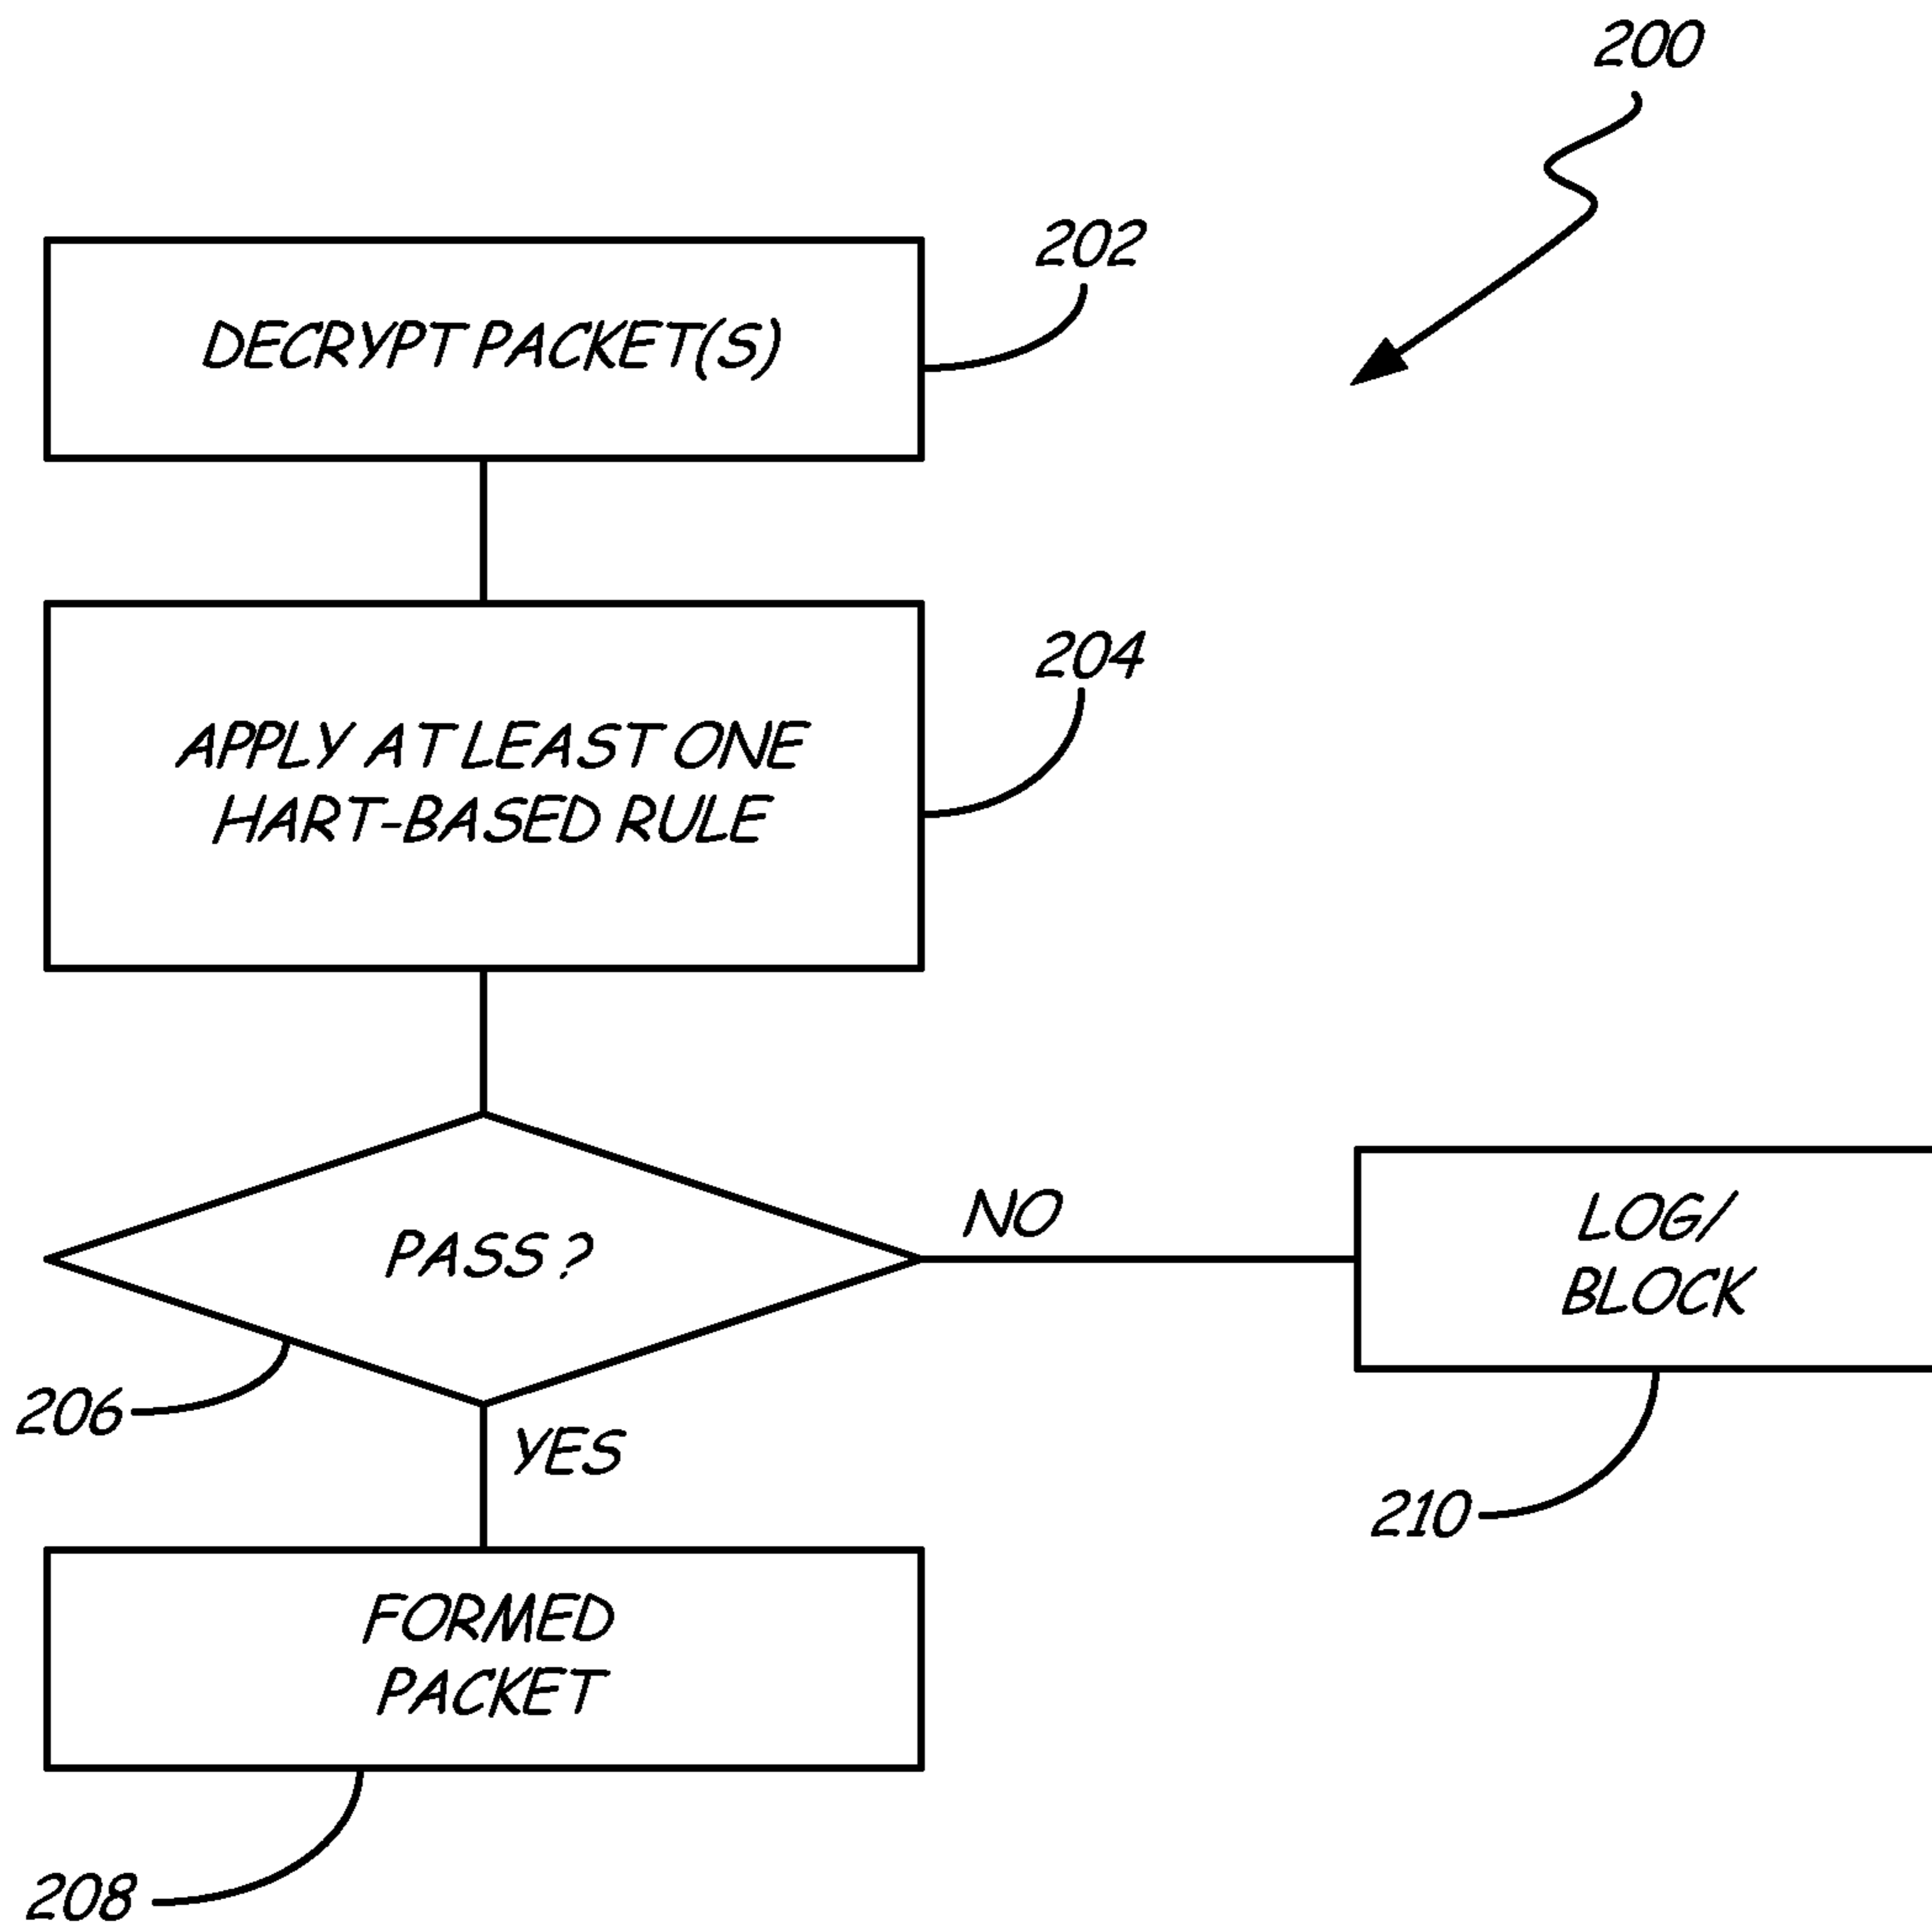 200
202
DECRYPT PACKET(S)
204
APPLY AT LEAST ONE
HART-BASED RULE
NO
LOG/
BLOCK
PASS?
206
YES
210
FORMED
PACKET
208